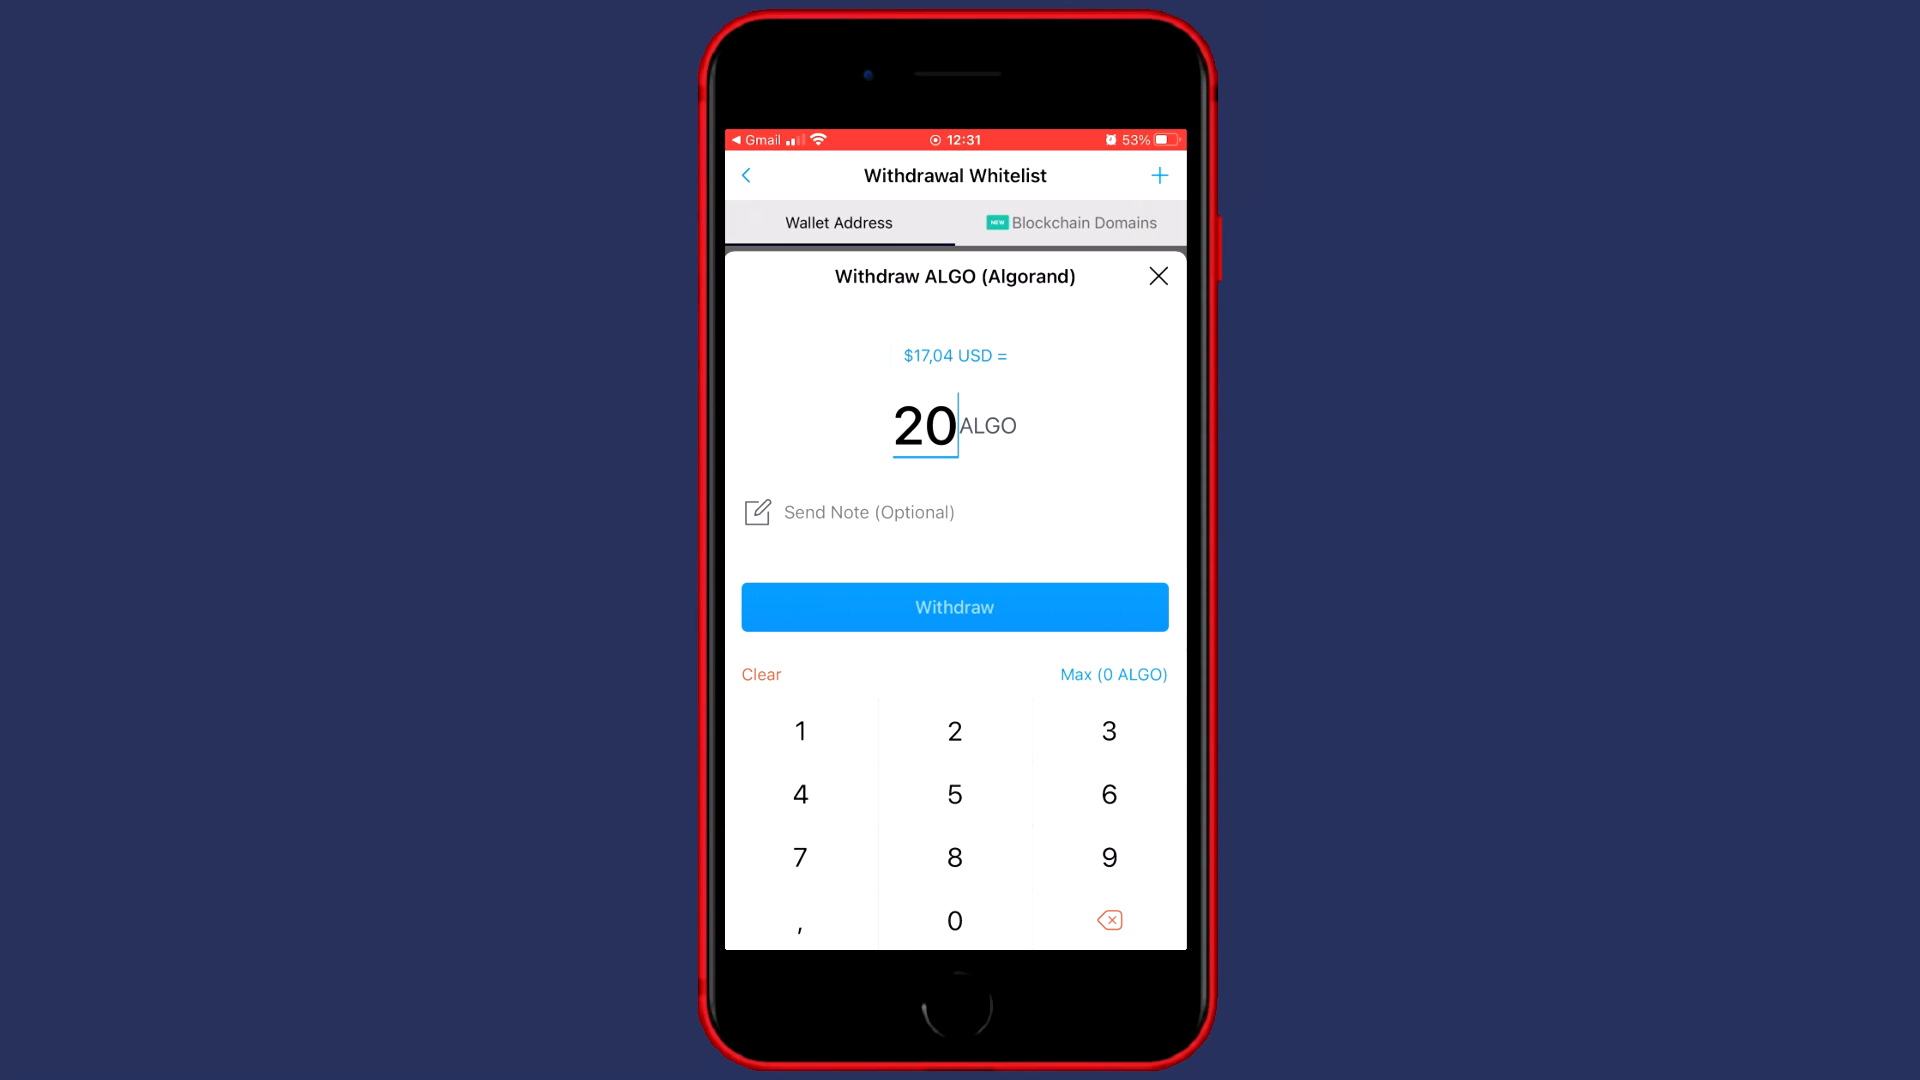 Gmail 12:31 53%
Withdrawal Whitelist
Wallet Address NEW Blockchain Domains
Withdraw ALGO (Algorand)
$17,04 USD =
20 ALGO
Send Note (Optional)
Withdraw
Clear Max (0 ALGO)
1 2 3
4 5 6
7 8 9
, 0